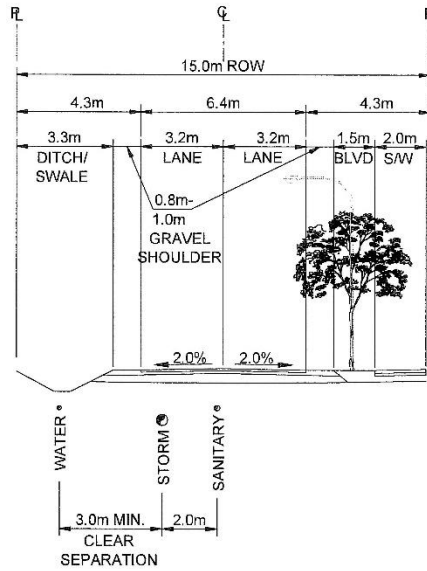 PL CL P
15.0m ROW
4.3m 6.4m 4.3m
3.3m 3.2m 3.2m 1.5m 2.0m
DITCH/ LANE LANE BLVD S/W
SWALE
0.8m-
1.0m
GRAVEL
SHOULDER
2.0% 2.0%
WATER
STORM
SANITARY
3.0m MIN. 2.0m
CLEAR
SEPARATION